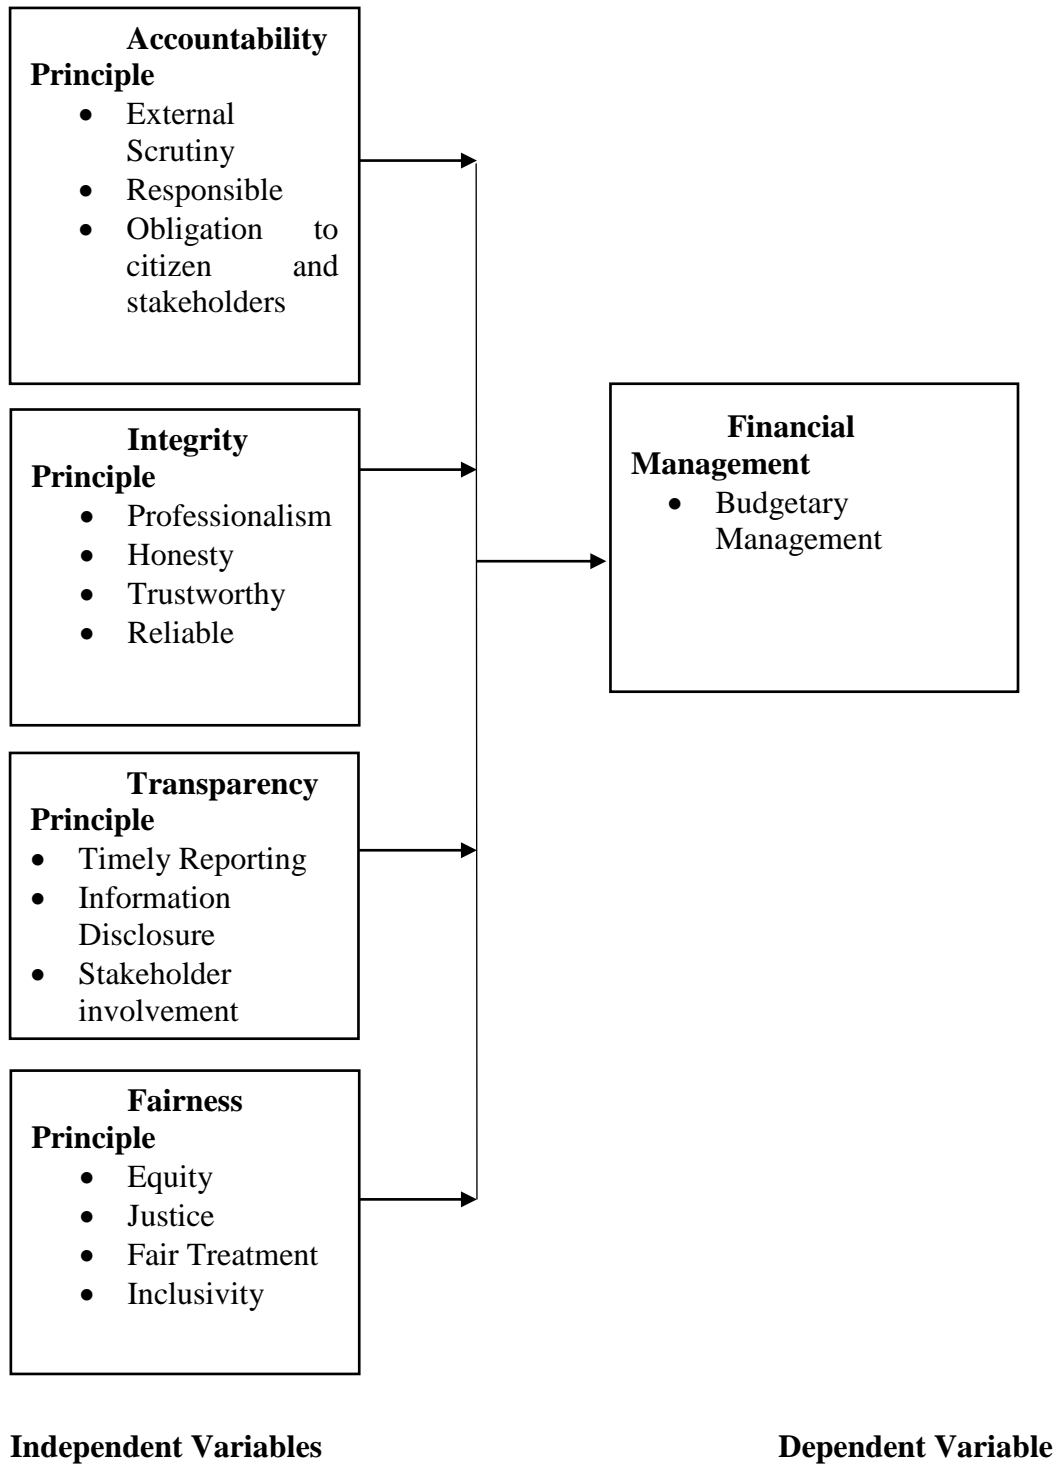 Accountability
Principle
• External
Scrutiny
• Responsible
• Obligation to
citizen and
stakeholders
Integrity
Principle
• Professionalism
• Honesty
• Trustworthy
• Reliable
Transparency
Principle
• Timely Reporting
• Information
Disclosure
• Stakeholder
involvement
Fairness
Principle
• Equity
• Justice
• Fair Treatment
• Inclusivity
Financial
Management
• Budgetary
Management
Independent Variables
Dependent Variable